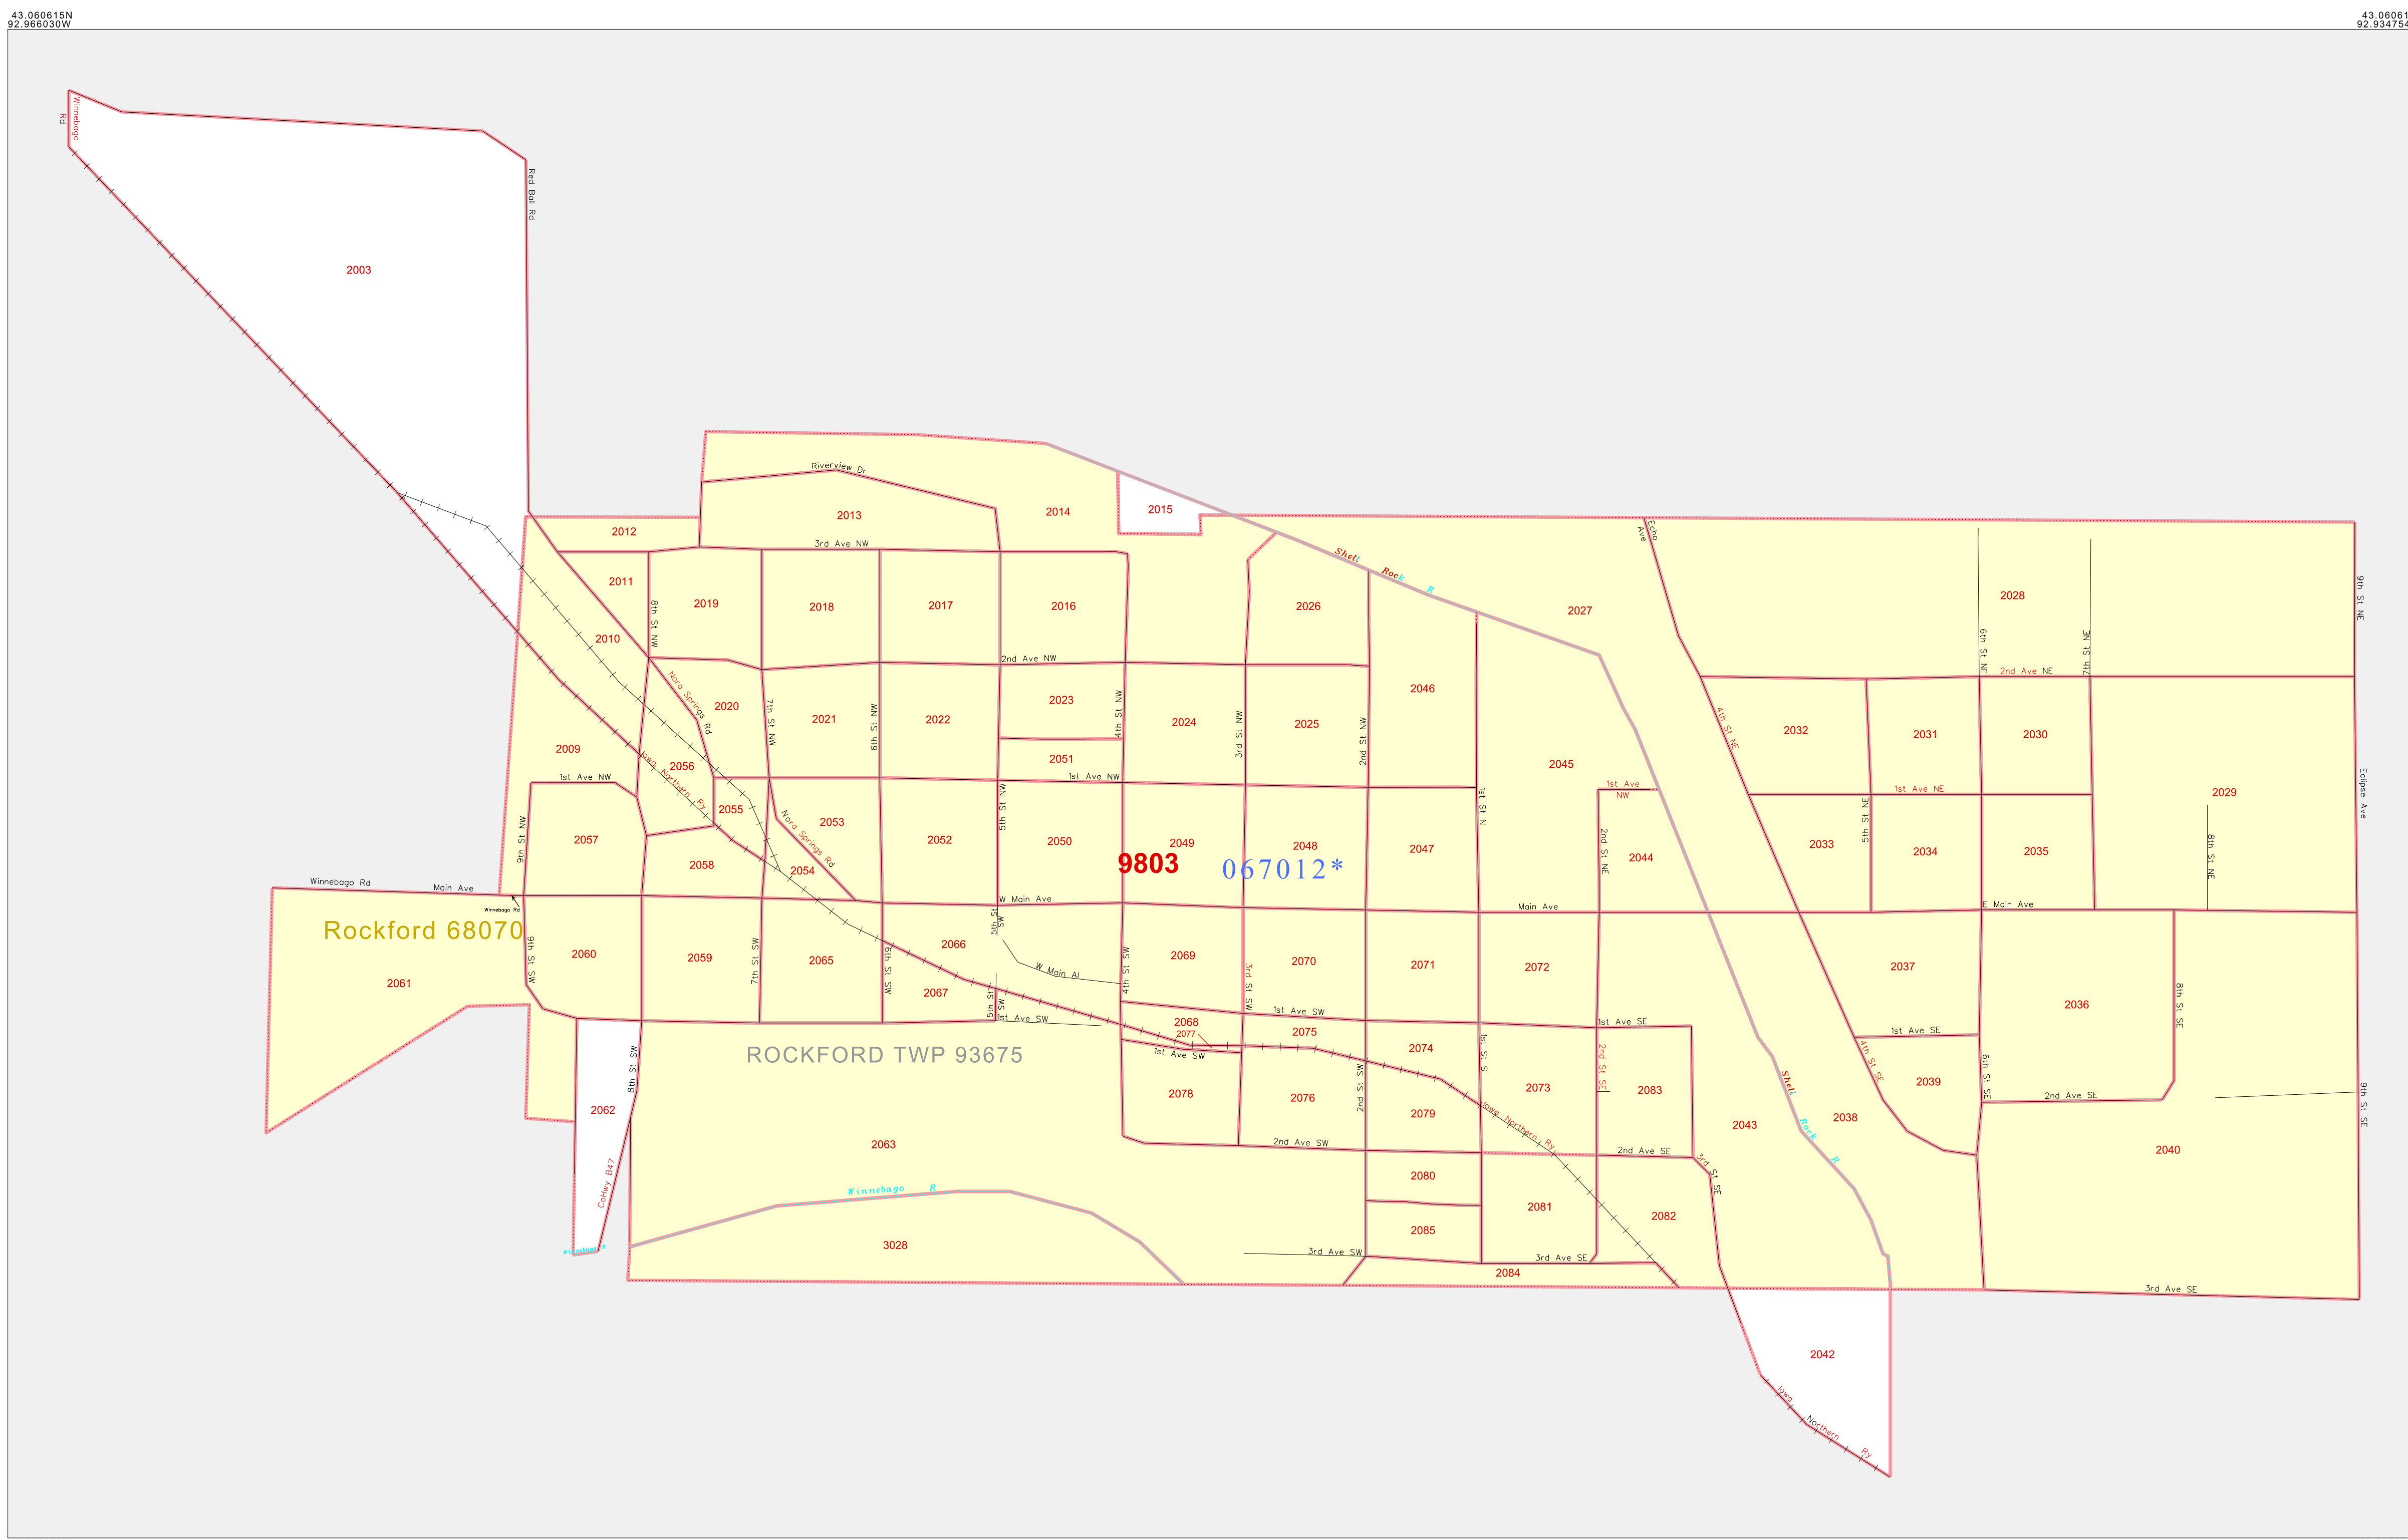 43.060615N
92.966030W
43.06061
92.934754
Winnebago
Rd
Red Ball Rd
2003
Riverview Dr
2012
2013
2014
2015
3rd Ave NW
Echo
Ave
Shell
Rock
R
2011
2019
2018
2017
2016
2026
2027
2028
8th St NW
2010
6th St NE
7th St NE
9th St NE
2nd Ave NW
2nd Ave NE
Nora Springs Rd
2020
7th St NW
2021
6th St NW
2022
2023
4th St NW
2024
3rd St NW
2025
2nd St NW
2046
4th St NE
2032
2031
2030
2009
2056
Iowa Northern Ry
2051
2045
1st Ave NW
1st Ave NW
1st Ave
NW
1st Ave NE
2029
Eclipse Ave
2055
Nora Springs Rd
2053
5th St NW
1st St N
2057
9th St NW
2058
2054
2052
2050
2049
2048
2047
2nd St NE
2044
2033
5th St NE
2034
2035
8th St NE
9803
067012*
Winnebago Rd
Main Ave
Winnebago Rd
W Main Ave
Main Ave
E Main Ave
Rockford 68070
2061
9th St SW
2060
2059
7th St SW
2065
6th St SW
2066
5th St
SW
W Main Al
4th St SW
2069
3rd St SW
2070
2071
2072
2037
2036
8th St SE
2067
5th St
SW
1st Ave SW
2068
2077
1st Ave SW
2075
1st Ave SW
1st Ave SE
1st Ave SE
ROCKFORD TWP 93675
8th St SW
2062
2074
1st St S
2nd St SE
4th St SE
2039
6th St SE
2nd Ave SE
9th St SE
2078
2076
2nd St SW
2079
2073
2083
Shell
Rock
R
2043
2038
2063
2nd Ave SW
Iowa Northern Ry
2nd Ave SE
3rd St SE
2040
CoHwy B47
Winnebago R
2080
2081
2082
2085
3028
3rd Ave SW
3rd Ave SE
2084
3rd Ave SE
2042
Iowa
Northern
Ry